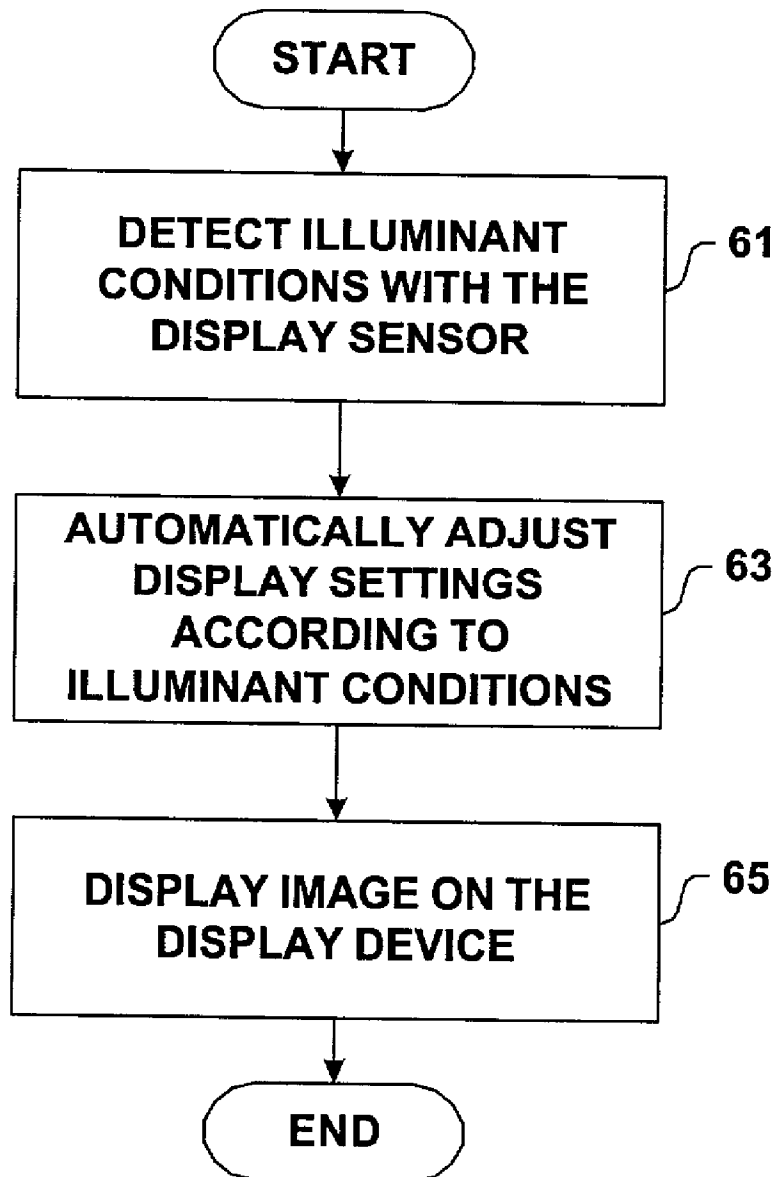 START
DETECT ILLUMINANT
CONDITIONS WITH THE
DISPLAY SENSOR
61
AUTOMATICALLY ADJUST
DISPLAY SETTINGS
ACCORDING TO
ILLUMINANT CONDITIONS
63
DISPLAY IMAGE ON THE
DISPLAY DEVICE
65
END